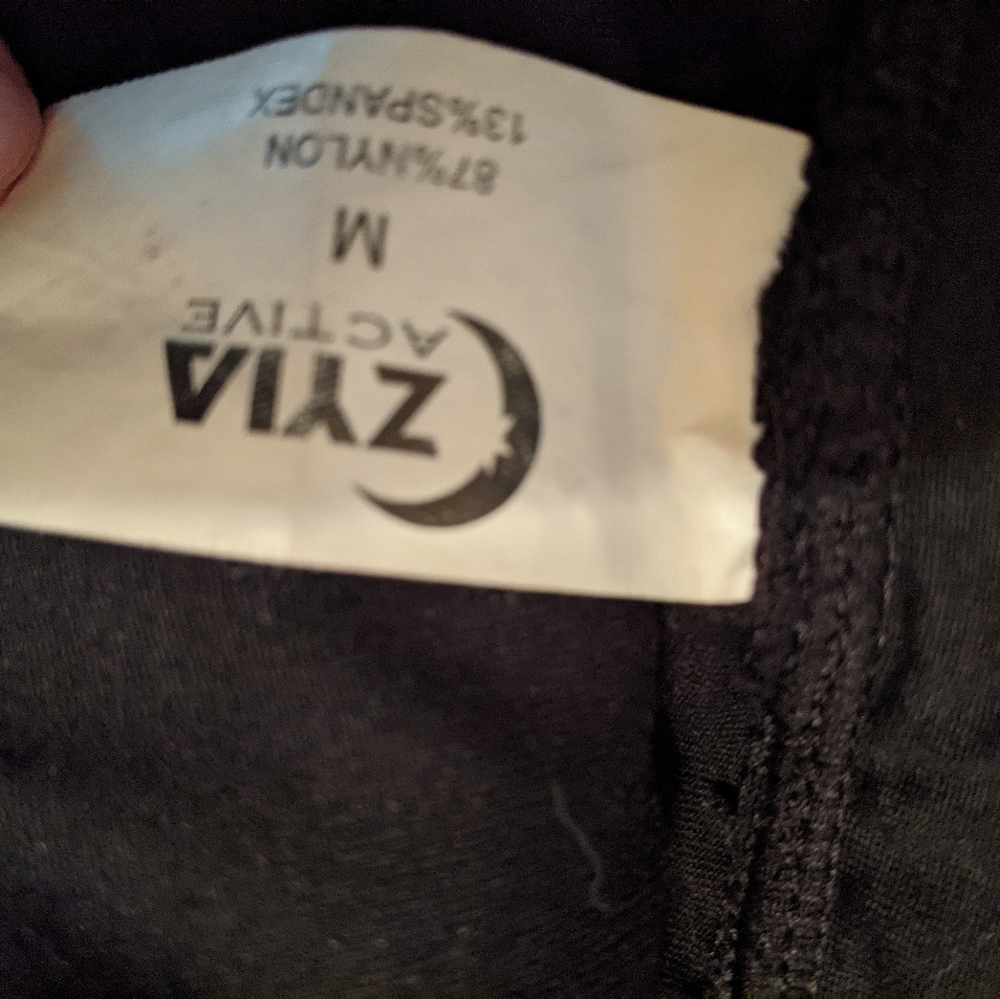 ZYIA
ACTIVE
M
87%NYLON
13%SPANDEX